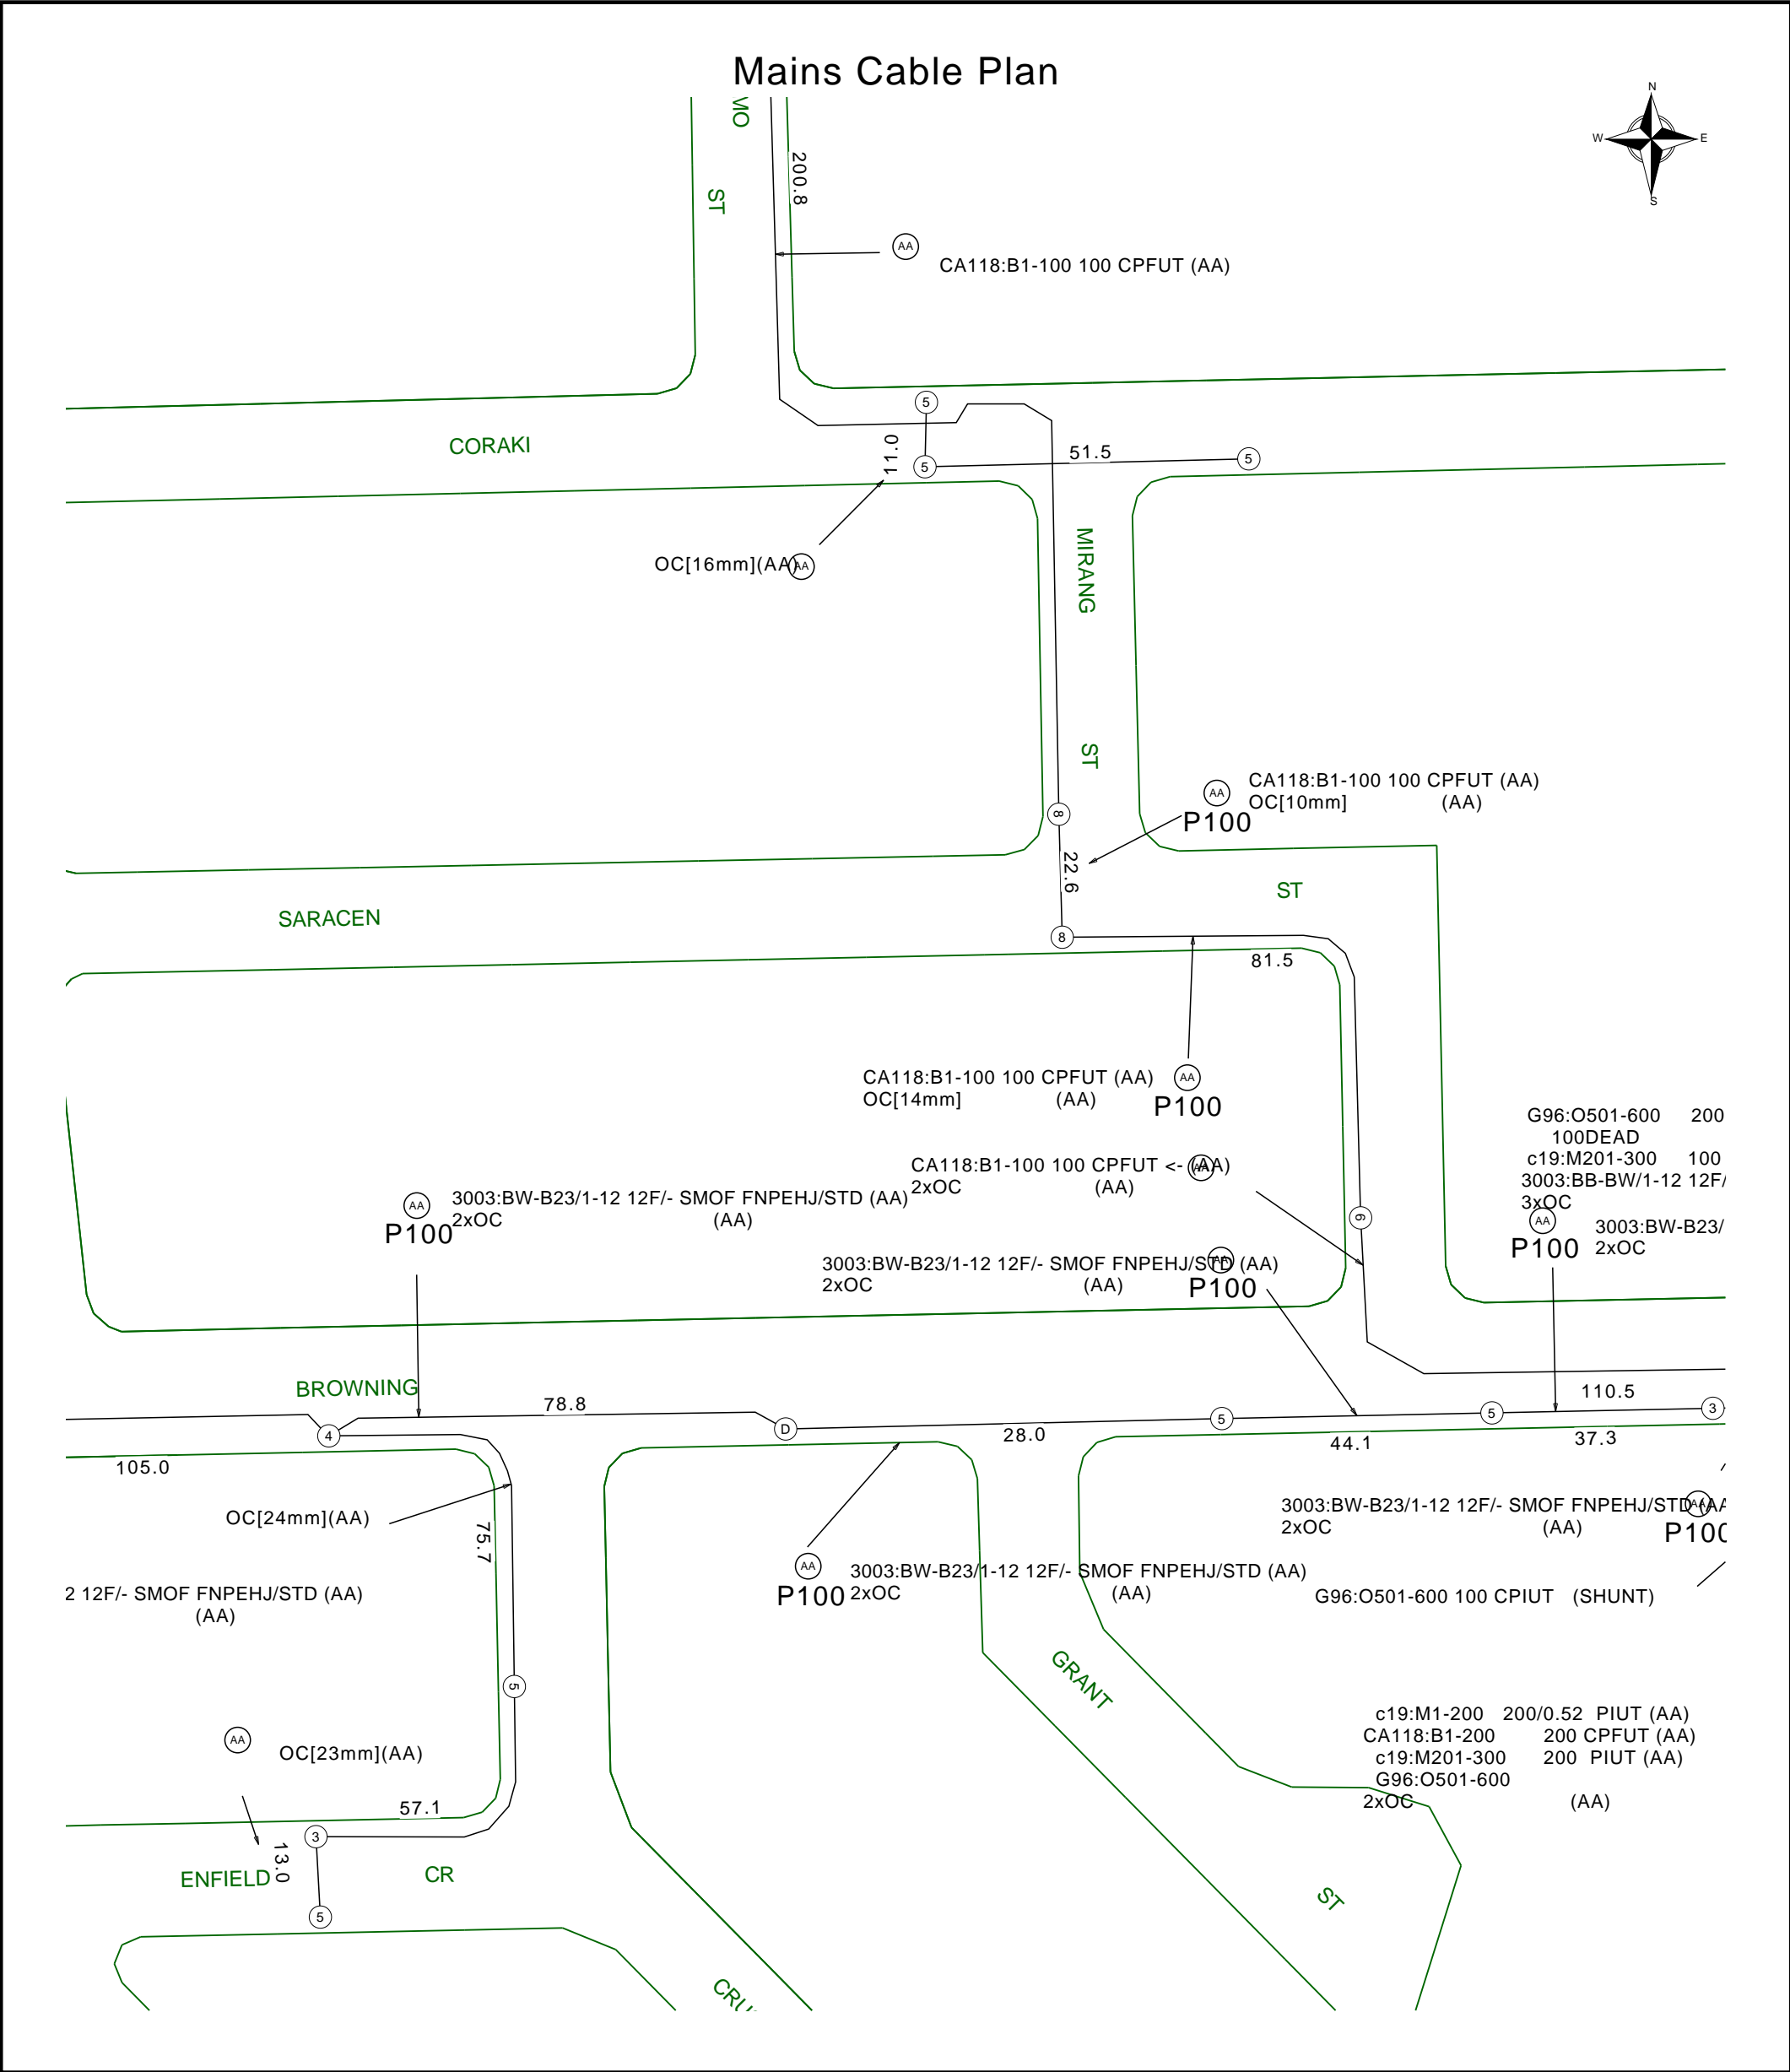 Mains Cable Plan
N
W E
S
ST
200.8
AA
CA118:B1-100 100 CPFUT (AA)
5
CORAKI
11.0
5
51.5
5
OC[16mm](AA)
AA
MIRANG
ST
AA
CA118:B1-100 100 CPFUT (AA)
OC[10mm] (AA)
P100
8
22.6
ST
SARACEN
8
81.5
CA118:B1-100 100 CPFUT (AA)
OC[14mm] (AA)
AA
P100
G96:O501-600 200
100DEAD
c19:M201-300 100
3003:BB-BW/1-12 12F/
3xOC
AA
P100
3003:BW-B23/
2xOC
CA118:B1-100 100 CPFUT <- (AA)
2xOC (AA)
AA
6
AA
P100
3003:BW-B23/1-12 12F/- SMOF FNPEHJ/STD (AA)
2xOC (AA)
3003:BW-B23/1-12 12F/- SMOF FNPEHJ/STD (AA)
2xOC (AA)
AA
P100
BROWNING
78.8
110.5
4
D
5
5
3
28.0
44.1
37.3
105.0
OC[24mm](AA)
75.7
3003:BW-B23/1-12 12F/- SMOF FNPEHJ/STD (AA
2xOC (AA)
AA
P100
AA
P100
3003:BW-B23/1-12 12F/- SMOF FNPEHJ/STD (AA)
2xOC (AA)
2 12F/- SMOF FNPEHJ/STD (AA)
(AA)
G96:O501-600 100 CPIUT (SHUNT)
GRANT
5
AA
OC[23mm](AA)
c19:M1-200 200/0.52 PIUT (AA)
CA118:B1-200 200 CPFUT (AA)
c19:M201-300 200 PIUT (AA)
G96:O501-600
2xOC (AA)
57.1
3
13.0
ENFIELD
CR
5
ST